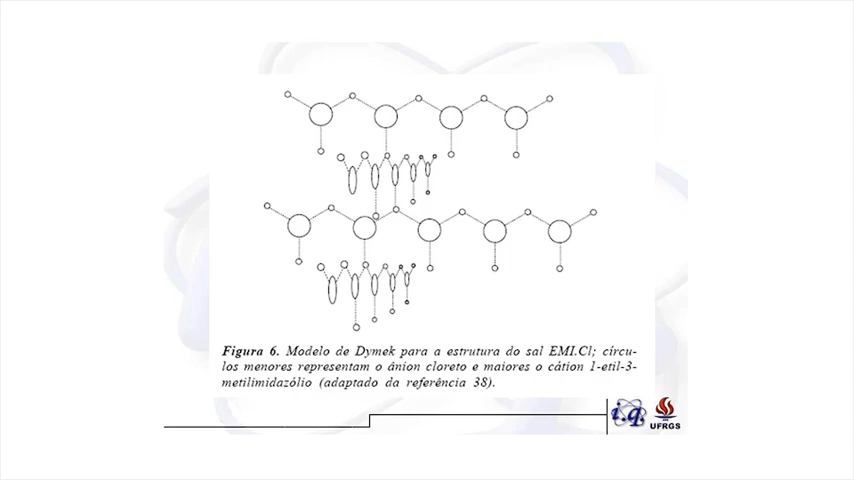 Figura 6. Modelo de Dymek para a estrutura do sal EMI.Cl; círcu-
los menores representam o ânion cloreto e maiores o cátion 1-etil-3-
metilimidazólio (adaptado da referência 38).
i.q.
UFRGS